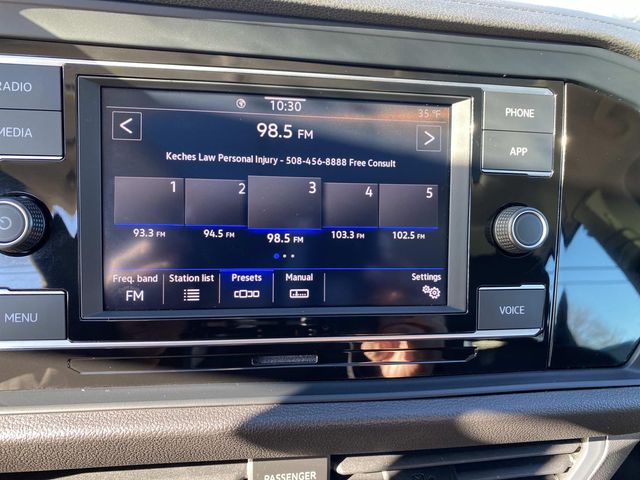 RADIO
MEDIA
MENU
10:30
35 °F
98.5 FM
< >
Keches Law Personal Injury - 508-456-8888 Free Consult
1 2 3 4 5
93.3 FM 94.5 FM 98.5 FM 103.3 FM 102.5 FM
Freq. band Station list Presets Manual Settings
FM
PHONE
APP
VOICE
PASSENGER